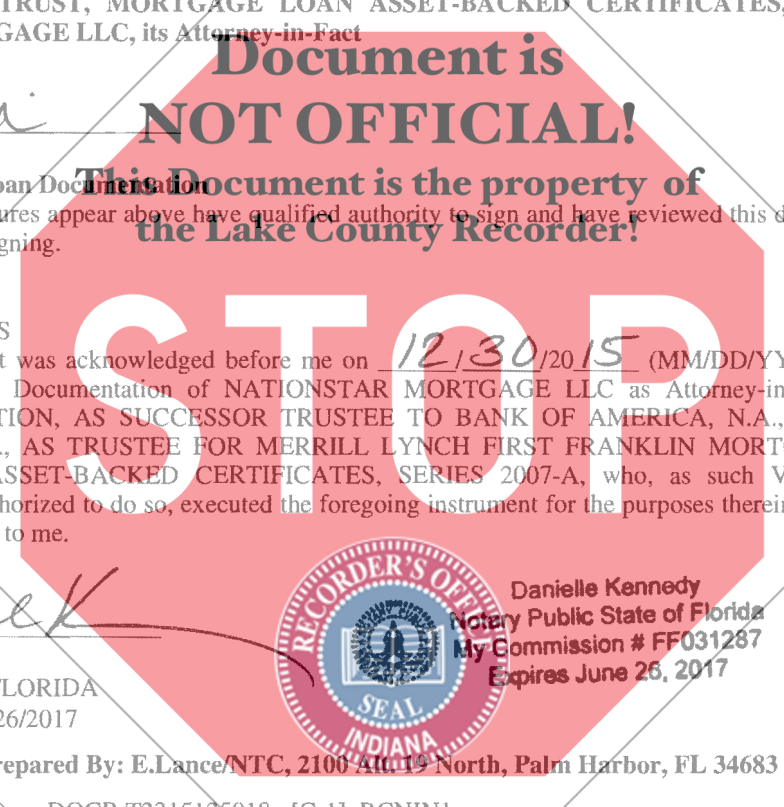 TRUST, MORTGAGE LOAN ASSET-BACKED CERTIFICATES,
GAGE LLC, its Attorney-in-Fact
Document is
NOT OFFICIAL!
This Document is the property of
the Lake County Recorder!
oan Documentation
ures appear above have qualified authority to sign and have reviewed this d
gning.
STOP
S
t was acknowledged before me on 12/30/2015 (MM/DD/YY
Documentation of NATIONSTAR MORTGAGE LLC as Attorney-in
TION, AS SUCCESSOR TRUSTEE TO BANK OF AMERICA, N.A.,
., AS TRUSTEE FOR MERRILL LYNCH FIRST FRANKLIN MORT
ASSET-BACKED CERTIFICATES, SERIES 2007-A, who, as such V
horized to do so, executed the foregoing instrument for the purposes therein
to me.
RECORDER'S OFFICE
SEAL
INDIANA
Danielle Kennedy
Notary Public State of Florida
My Commission # FF031287
Expires June 26, 2017
FLORIDA
26/2017
repared By: E.Lance/NTC, 2100 Alt. 19 North, Palm Harbor, FL 34683